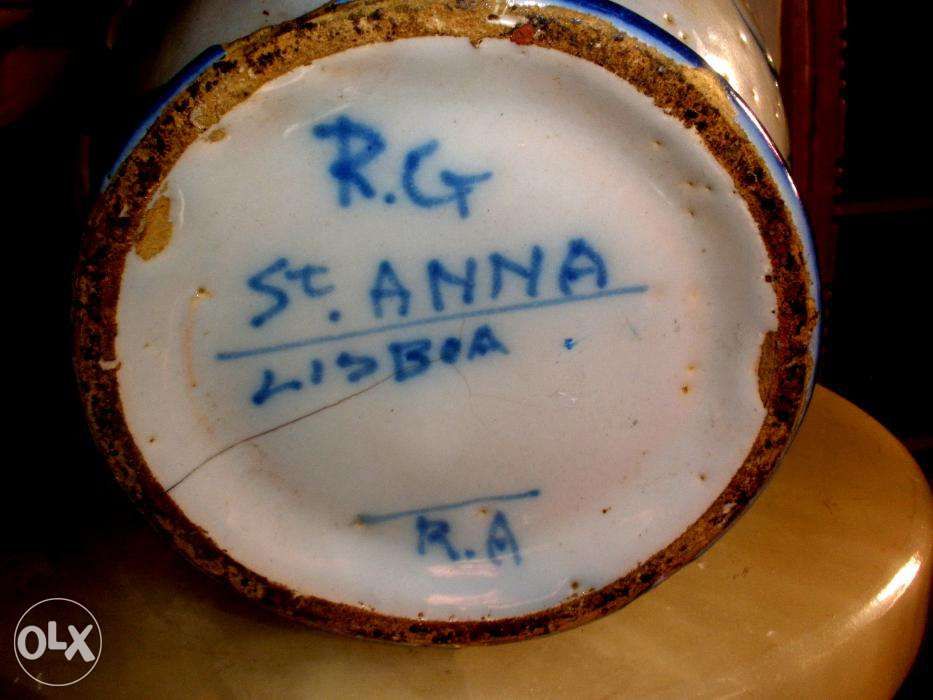 R.G
St. ANNA
LISBOA
R.A
OLX